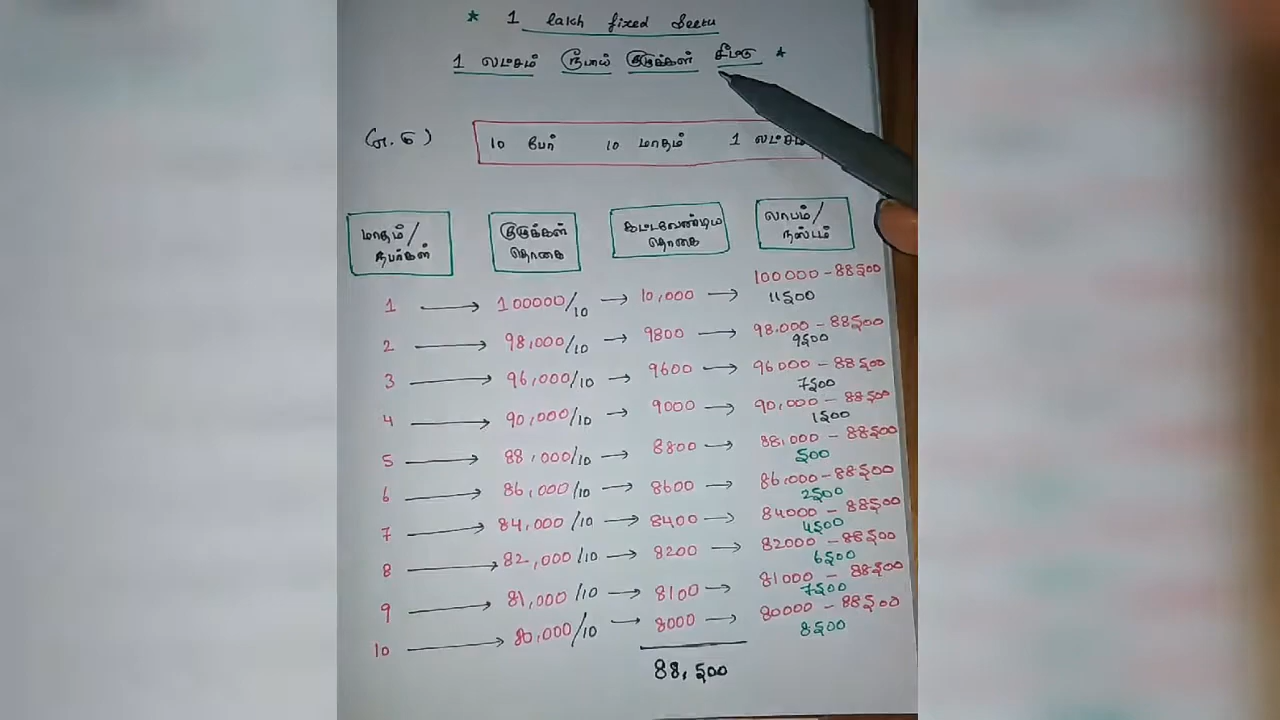 * 1 lakh fixed Seetu
1 லட்சம் ரூபாய் குலுக்கள் சீட்டு *
(எ.டு) 10 பேர் 10 மாதம் 1 லட்சம்
மாதம்/ நபர்கள்
குலுக்கள் தொகை
கட்டவேண்டிய தொகை
லாபம்/ நஸ்டம்
1 → 100000/10 → 10,000 → 100000 - 88500
11500
2 → 98,000/10 → 9800 → 98.000 - 88500
9500
3 → 96,000/10 → 9600 → 96000 - 88500
7500
4 → 90,000/10 → 9000 → 90,000 - 88500
1500
5 → 88,000/10 → 8800 → 88,000 - 88500
500
6 → 86,000/10 → 8600 → 86,000 - 88500
2500
7 → 84,000/10 → 8400 → 84000 - 88500
4500
8 → 82,000/10 → 8200 → 82000 - 88500
6500
9 → 81,000/10 → 8100 → 81000 - 88500
7500
10 → 80,000/10 → 8000 → 80000 - 88500
8500
88,500